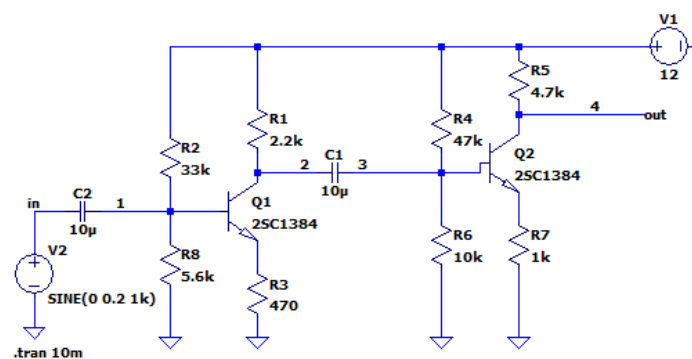 V1
12
R5
4.7k
4
out
R1
2.2k
R4
47k
R2
33k
2
C1
10µ
3
Q2
2SC1384
in
C2
10µ
1
Q1
2SC1384
V2
SINE(0 0.2 1k)
R8
5.6k
R3
470
R6
10k
R7
1k
.tran 10m